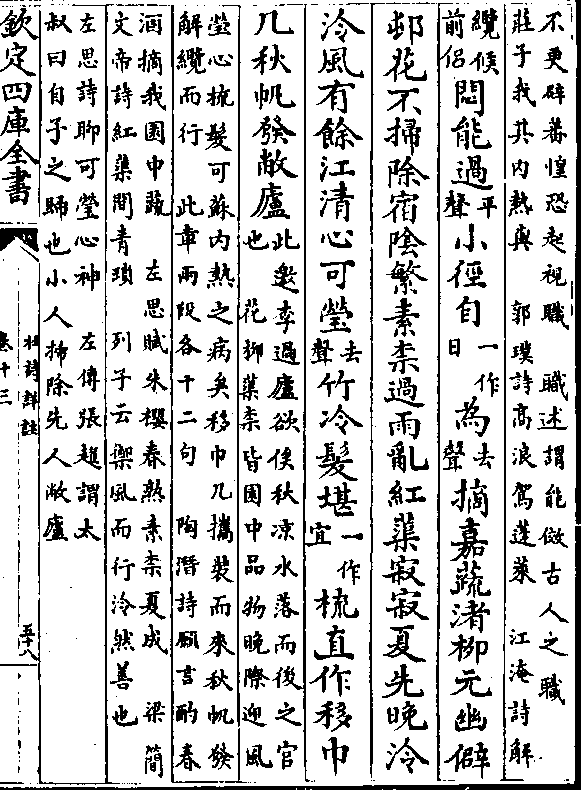 不更辟蕃惶恐起視職 職述謂能倣古人之職
莊子我其内熱與 郭璞詩高浪駕蓬萊 江淹詩解
纜候前侶悶能過平聲小徑自一作日為去聲摘嘉蔬渚柳元幽僻
邨花不掃除宿陰繁素柰過雨亂紅蕖寂寂夏先晚泠
泠風有餘江清心可瑩去聲竹冷髮堪一作宜梳直作移巾
几秋帆發敝廬此邀李過廬欲俟秋凉水落而後之官也 花柳蕖柰皆園中品物晚際迎風
瑩心梳髮可蘇内熱之病矣移巾几攜裝而來秋帆發
解纜而行 此章兩段各十二句 陶潛詩願言酌春
酒摘我園中蔬 左思賦朱櫻春熟素柰夏成 梁簡
文帝詩紅蕖間青瑣 列子云禦風而行泠然善也
左思詩聊可瑩心神 左傳張趯謂太
叔曰自子之歸也小人掃除先人敝廬
欽定四庫全書
杜詩詳註
卷十三
五十八